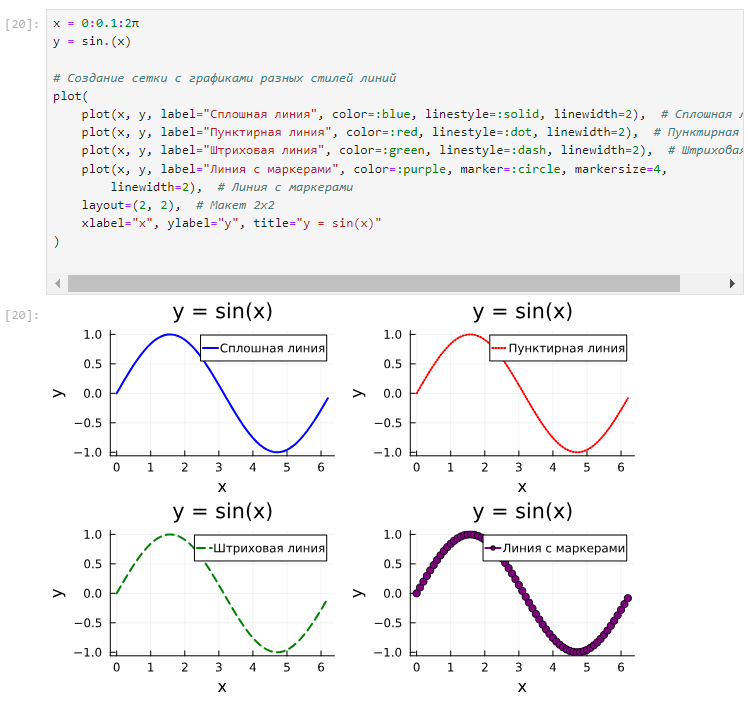 [20]:
x = 0:0.1:2π
y = sin.(x)
# Создание сетки с графиками разных стилей линий
plot(
    plot(x, y, label="Сплошная линия", color=:blue, linestyle=:solid, linewidth=2),  # Сплошная
    plot(x, y, label="Пунктирная линия", color=:red, linestyle=:dot, linewidth=2),  # Пунктирная
    plot(x, y, label="Штриховая линия", color=:green, linestyle=:dash, linewidth=2),  #
    plot(x, y, label="Линия с маркерами", color=:purple, marker=:circle, markersize=4,
        linewidth=2),  # Линия с маркерами
    layout=(2, 2),  # Макет 2x2
    xlabel="x", ylabel="y", title="y = sin(x)"
)
[20]:
y = sin(x)
Сплошная линия
1.0
0.5
0.0
−0.5
−1.0
y
0 1 2 3 4 5 6
x
y = sin(x)
Пунктирная линия
1.0
0.5
0.0
−0.5
−1.0
y
0 1 2 3 4 5 6
x
y = sin(x)
Штриховая линия
1.0
0.5
0.0
−0.5
−1.0
y
0 1 2 3 4 5 6
x
y = sin(x)
Линия с маркерами
1.0
0.5
0.0
−0.5
−1.0
y
0 1 2 3 4 5 6
x